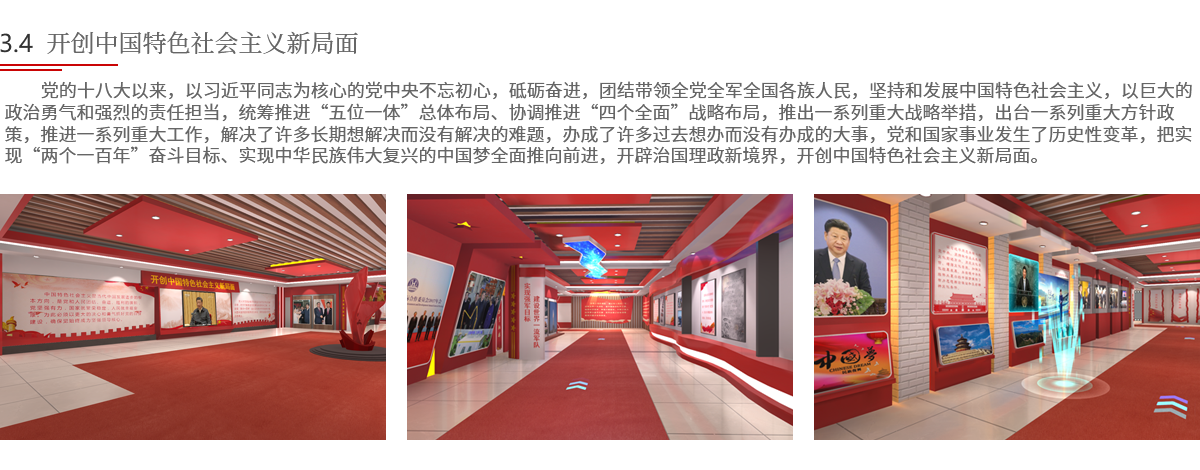 3.4 开创中国特色社会主义新局面
党的十八大以来，以习近平同志为核心的党中央不忘初心，砥砺奋进，团结带领全党全军全国各族人民，坚持和发展中国特色社会主义，以巨大的
政治勇气和强烈的责任担当，统筹推进“五位一体”总体布局、协调推进“四个全面”战略布局，推出一系列重大战略举措，出台一系列重大方针政
策，推进一系列重大工作，解决了许多长期想解决而没有解决的难题，办成了许多过去想办而没有办成的大事，党和国家事业发生了历史性变革，把实
现“两个一百年”奋斗目标、实现中华民族伟大复兴的中国梦全面推向前进，开辟治国理政新境界，开创中国特色社会主义新局面。
开创中国特色社会主义新局面
实现强军目标
建设世界一流军队
中国梦
CHINESE DREAM